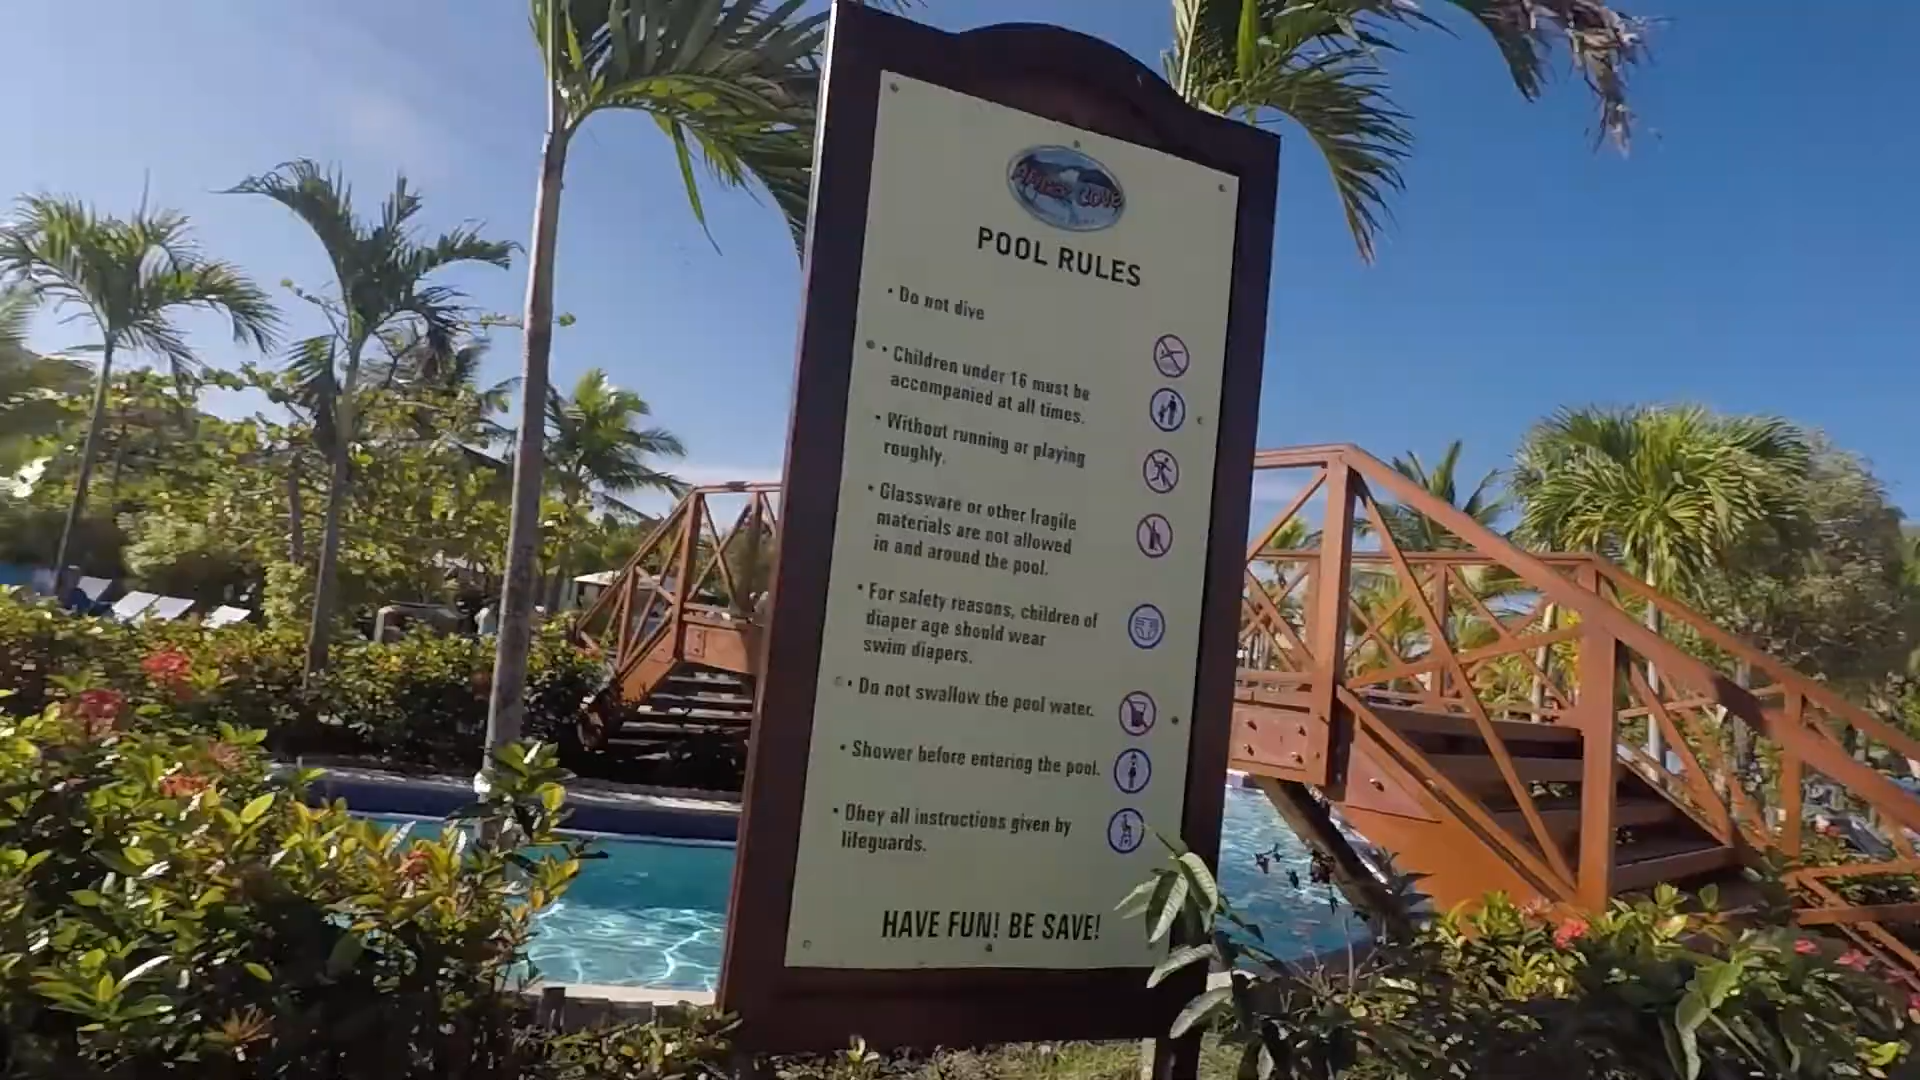 Amber Cove
POOL RULES
• Do not dive
• Children under 16 must be
accompanied at all times.
• Without running or playing
roughly.
• Glassware or other fragile
materials are not allowed
in and around the pool.
• For safety reasons, children of
diaper age should wear
swim diapers.
• Do not swallow the pool water.
• Shower before entering the pool.
• Obey all instructions given by
lifeguards.
HAVE FUN! BE SAVE!